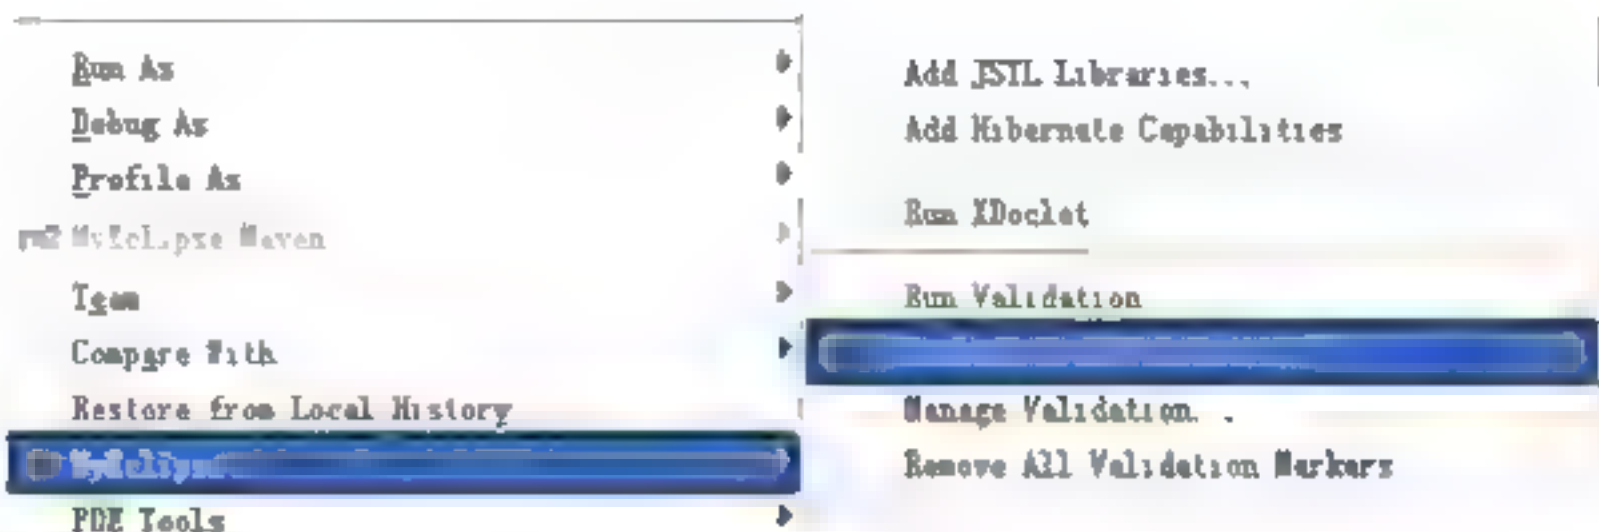 Run As
Debug As
Profile As
MyEclipse Maven
Team
Compare With
Restore from Local History
MyEclipse
PDE Tools
Add JSTL Libraries...
Add Hibernate Capabilities
Run XDoclet
Run Validation
Manage Validation...
Remove All Validation Markers